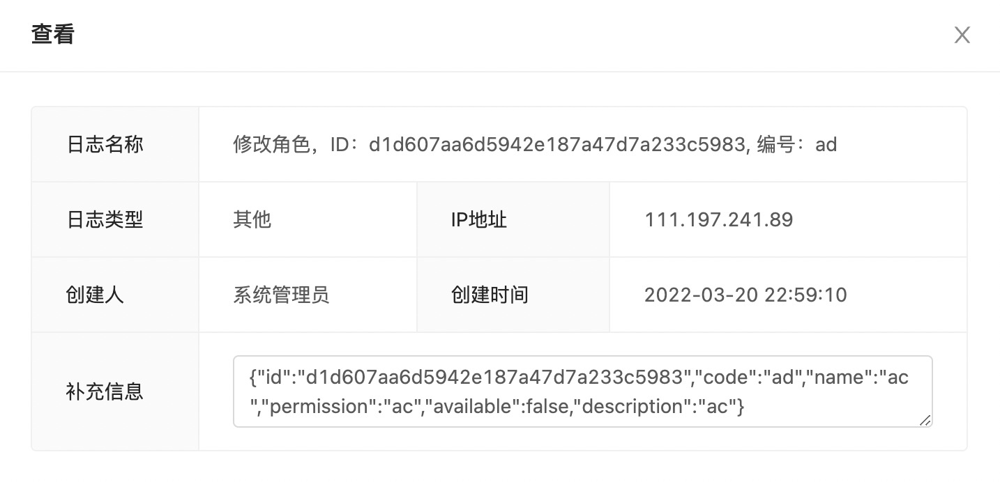 查看
日志名称
修改角色，ID：d1d607aa6d5942e187a47d7a233c5983, 编号：ad
日志类型
其他
IP地址
111.197.241.89
创建人
系统管理员
创建时间
2022-03-20 22:59:10
补充信息
{"id":"d1d607aa6d5942e187a47d7a233c5983","code":"ad","name":"ac
","permission":"ac","available":false,"description":"ac"}